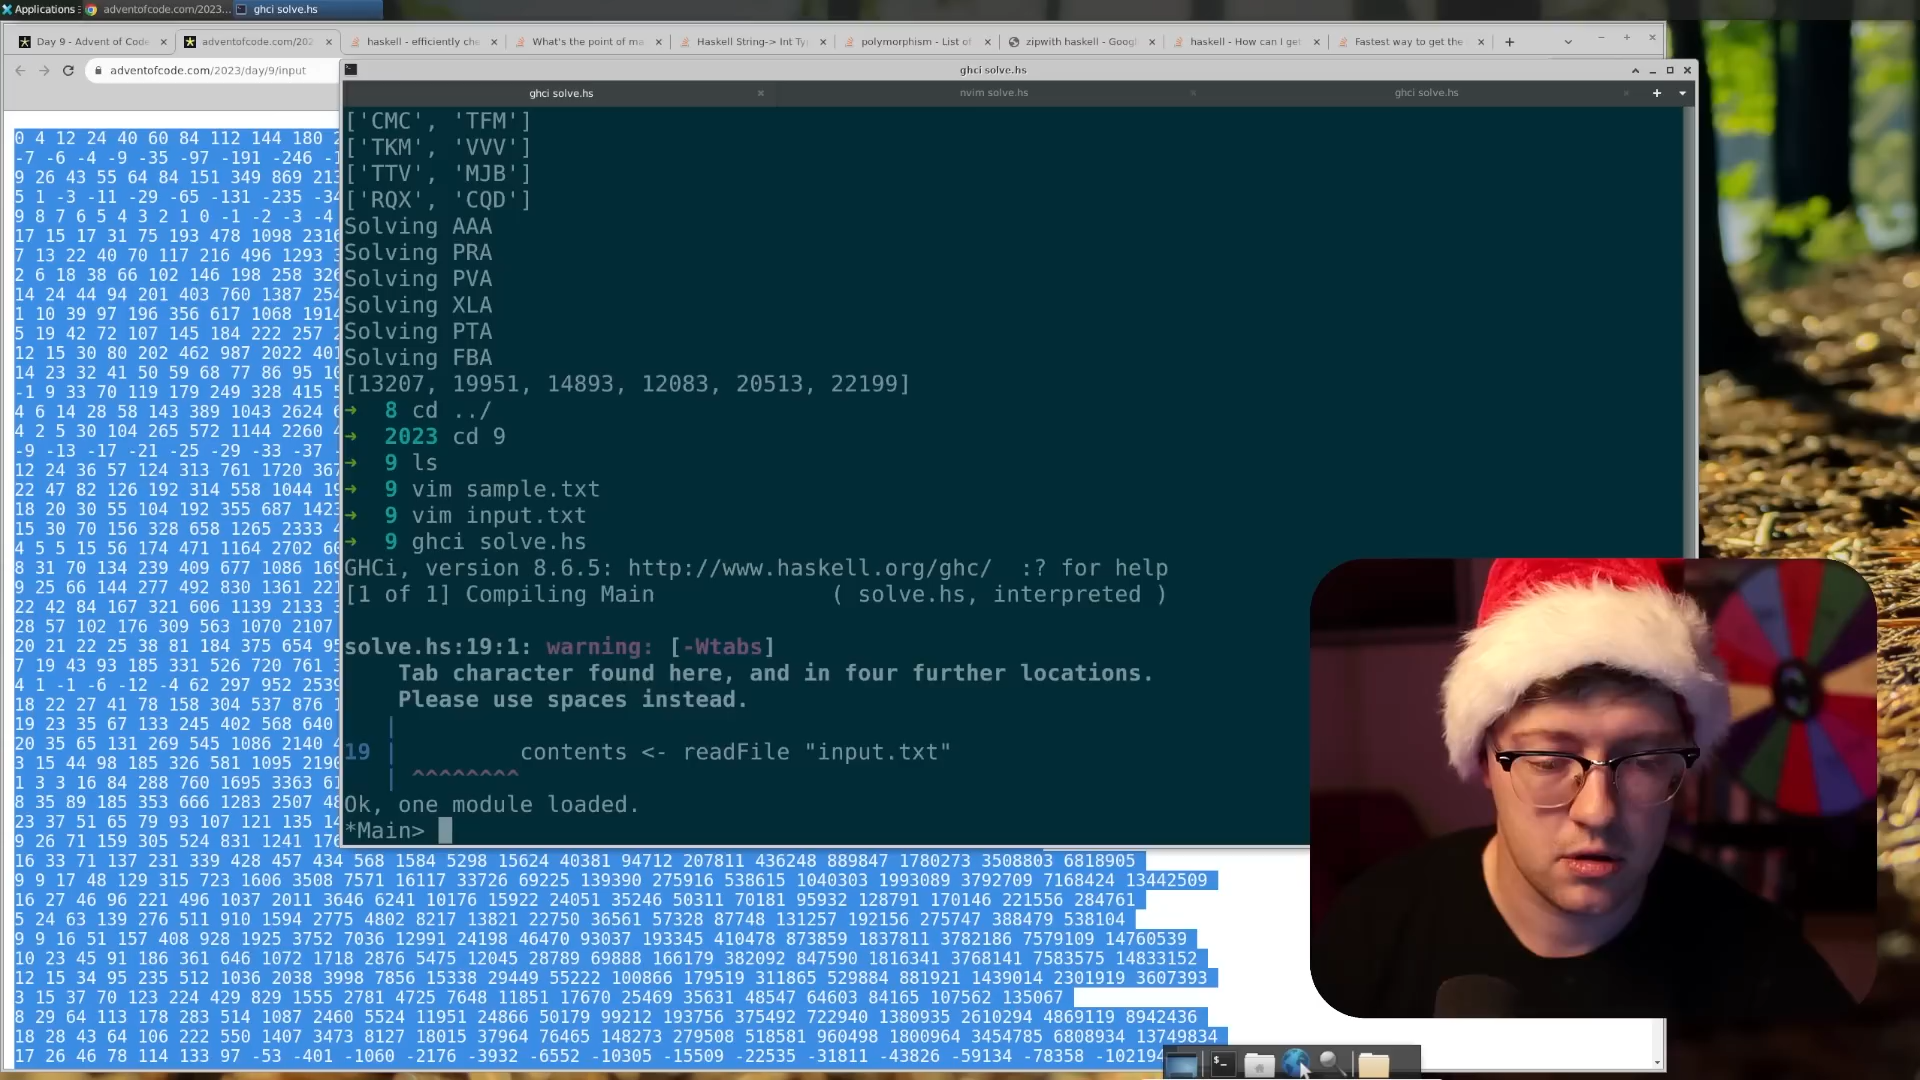 Applications
adventofcode.com/2023...
ghci solve.hs
Day 9 - Advent of Code
adventofcode.com/202
haskell - efficiently che
What's the point of ma
Haskell String-> Int Typ
polymorphism - List of
zipwith haskell - Googl
haskell - How can I get
Fastest way to get the
adventofcode.com/2023/day/9/input
ghci solve.hs
ghci solve.hs
nvim solve.hs
ghci solve.hs
0 4 12 24 40 60 84 112 144 180
-7 -6 -4 -9 -35 -97 -191 -246
9 26 43 55 64 84 151 349 869 213
5 1 -3 -11 -29 -65 -131 -235 -34
9 8 7 6 5 4 3 2 1 0 -1 -2 -3 -4
17 15 17 31 75 193 478 1098 2316
7 13 22 40 70 117 216 496 1293 3
2 6 18 38 66 102 146 198 258 326
14 24 44 94 201 403 760 1387 254
1 10 39 97 196 356 617 1068 1914
5 19 42 72 107 145 184 222 257 2
12 15 30 80 202 462 987 2022 401
14 23 32 41 50 59 68 77 86 95 10
-1 9 33 70 119 179 249 328 415 5
4 6 14 28 58 143 389 1043 2624 6
4 2 5 30 104 265 572 1144 2260 4
-9 -13 -17 -21 -25 -29 -33 -37 -
12 24 36 57 124 313 761 1720 367
22 47 82 126 192 314 558 1044 19
18 20 30 55 104 192 355 687 1423
15 30 70 156 328 658 1265 2333 4
4 5 5 15 56 174 471 1164 2702 60
8 31 70 134 239 409 677 1086 169
9 25 66 144 277 492 830 1361 221
22 42 84 167 321 606 1139 2133 3
28 57 102 176 309 563 1070 2107
20 21 22 25 38 81 184 375 654 95
7 19 43 93 185 331 526 720 761 3
4 1 -1 -6 -12 -4 62 297 952 2539
18 22 27 41 78 158 304 537 876 1
19 23 35 67 133 245 402 568 640
20 35 65 131 269 545 1086 2140 4
3 15 44 98 185 326 581 1095 2190
1 3 3 16 84 288 760 1695 3363 61
8 35 89 185 353 666 1283 2507 48
23 37 51 65 79 93 107 121 135 14
9 26 71 159 305 524 831 1241 176
16 33 71 137 231 339 428 457 434 568 1584 5298 15624 40381 94712 207811 436248 889847 1780273 3508803 6818905
9 9 17 48 129 315 723 1606 3508 7571 16117 33726 69225 139390 275916 538615 1040303 1993089 3792709 7168424 13442509
16 27 46 96 221 496 1037 2011 3646 6241 10176 15922 24051 35246 50311 70181 95932 128791 170146 221556 284761
5 24 63 139 276 511 910 1594 2775 4802 8217 13821 22750 36561 57328 87748 131257 192156 275747 388479 538104
9 9 16 51 157 408 928 1925 3752 7036 12991 24198 46470 93037 193345 410478 873859 1837811 3782186 7579109 14760539
10 23 45 91 186 361 646 1072 1718 2876 5475 12045 28789 69888 166179 382092 847590 1816341 3768141 7583575 14833152
12 15 34 95 235 512 1036 2038 3998 7856 15338 29449 55222 100866 179519 311865 529884 881921 1439014 2301919 3607393
3 15 37 70 123 224 429 829 1555 2781 4725 7648 11851 17670 25469 35631 48547 64603 84165 107562 135067
8 29 64 113 178 283 514 1087 2460 5524 11951 24866 50179 99212 193756 375492 722940 1380935 2610294 4869119 8942436
18 28 43 64 106 222 550 1407 3473 8127 18015 37964 76465 148273 279508 518581 960498 1800964 3454785 6808934 13749834
17 26 46 78 114 133 97 -53 -401 -1060 -2176 -3932 -6552 -10305 -15509 -22535 -31811 -43826 -59134 -78358 -102194
['CMC', 'TFM']
['TKM', 'VVV']
['TTV', 'MJB']
['RQX', 'CQD']
Solving AAA
Solving PRA
Solving PVA
Solving XLA
Solving PTA
Solving FBA
[13207, 19951, 14893, 12083, 20513, 22199]
➜ 8 cd ../
➜ 2023 cd 9
➜ 9 ls
➜ 9 vim sample.txt
➜ 9 vim input.txt
➜ 9 ghci solve.hs
GHCi, version 8.6.5: http://www.haskell.org/ghc/ :? for help
[1 of 1] Compiling Main ( solve.hs, interpreted )
solve.hs:19:1: warning: [-Wtabs]
Tab character found here, and in four further locations.
Please use spaces instead.
|
19 | contents <- readFile "input.txt"
| ^^^^^^^^
Ok, one module loaded.
*Main>